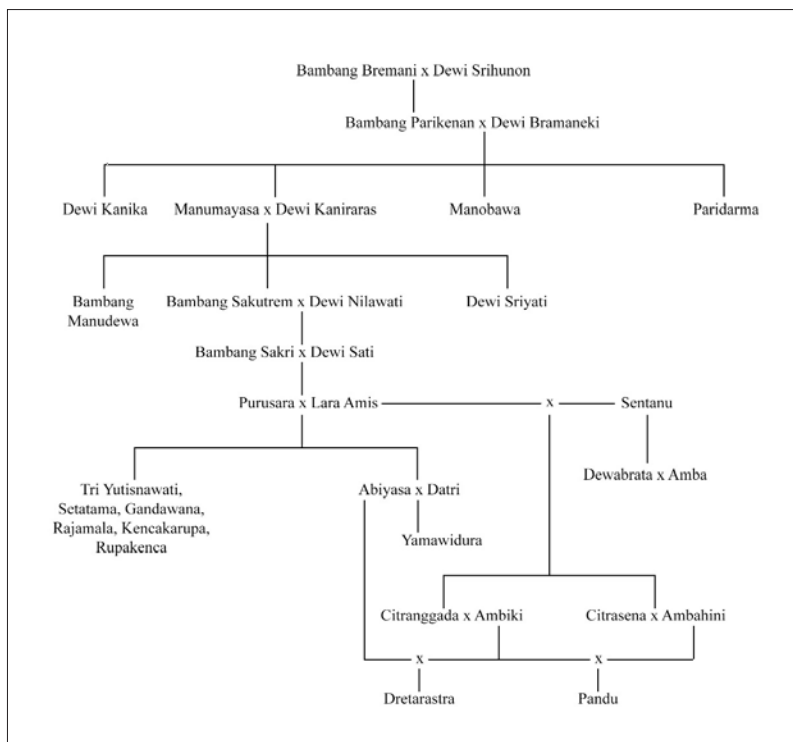 Bambang Bremani x Dewi Srihunon
Bambang Parikenan x Dewi Bramaneki
Dewi Kanika Manumayasa x Dewi Kaniraras Manobawa Paridarma
Bambang Manudewa
Bambang Sakutrem x Dewi Nilawati
Dewi Sriyati
Bambang Sakri x Dewi Sati
Purusara x Lara Amis x Sentanu
Dewabrata x Amba
Tri Yutisnawati,
Setatama, Gandawana,
Rajamala, Kencakarupa,
Rupakenca
Abiyasa x Datri
Yamawidura
Citranggada x Ambiki Citrasena x Ambahini
x x
Dretarastra Pandu